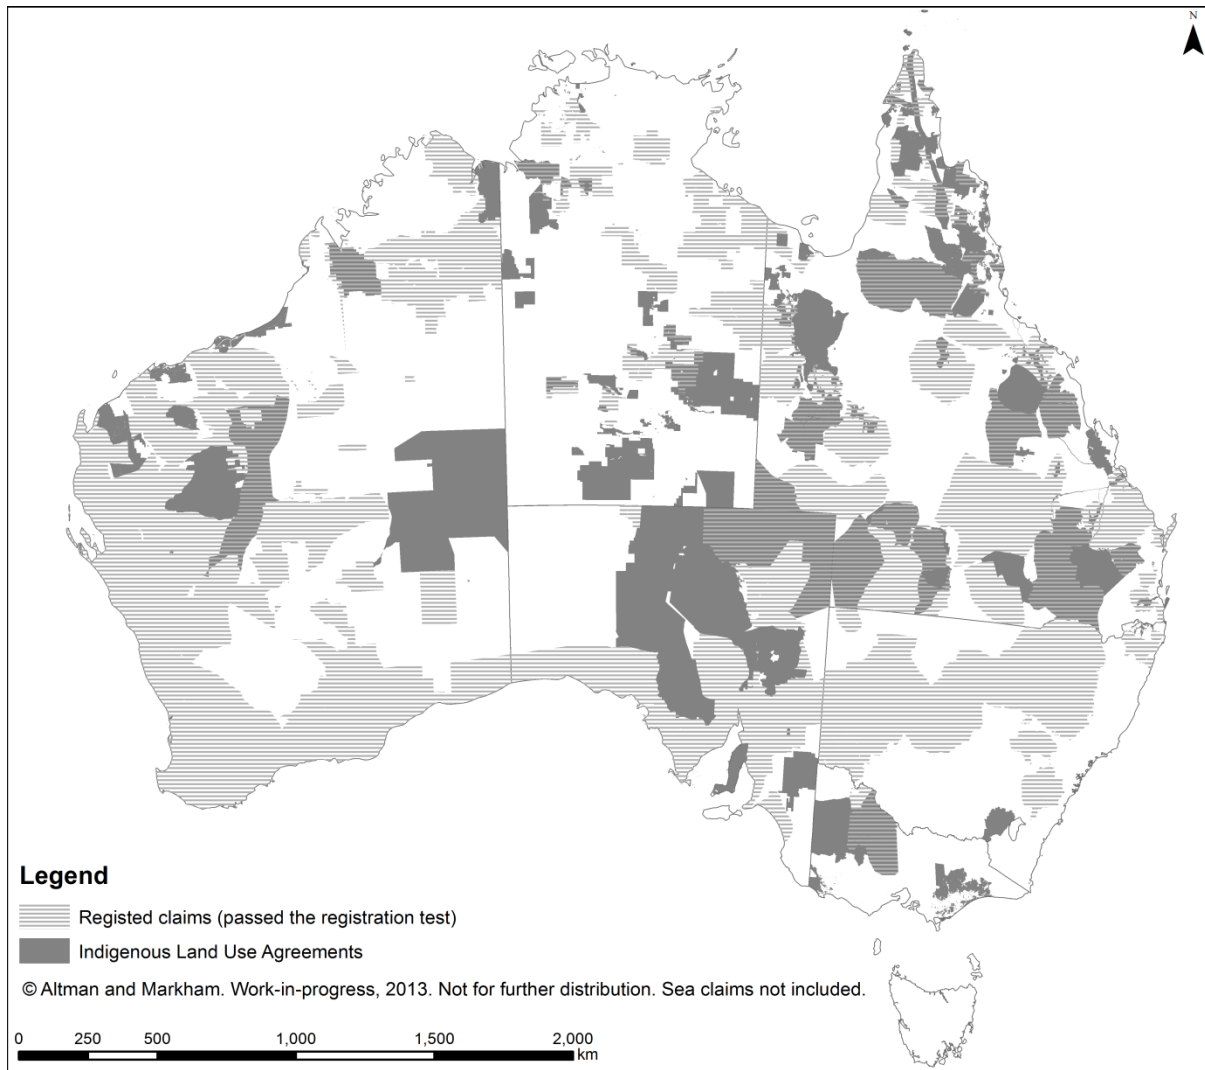 N
Legend
Registed claims (passed the registration test)
Indigenous Land Use Agreements
© Altman and Markham. Work-in-progress, 2013. Not for further distribution. Sea claims not included.
0 250 500 1,000 1,500 2,000
km